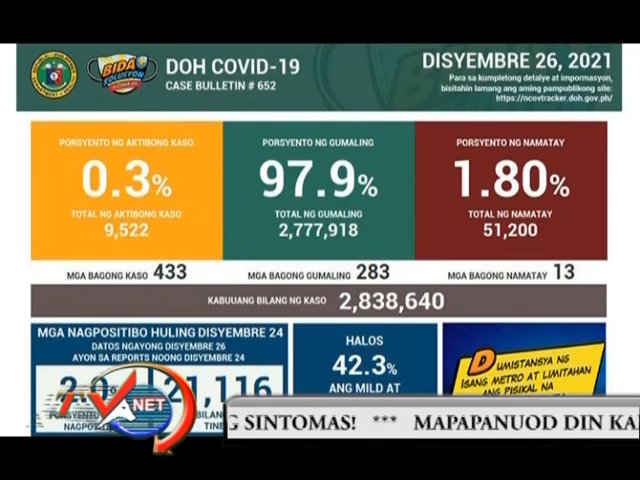 BIDA
SOLUSYON
DOH COVID-19
CASE BULLETIN # 652
DISYEMBRE 26, 2021
Para sa kumpletong detalye at impormasyon,
bisitahin lamang ang aming pampublikong site:
https://ncovtracker.doh.gov.ph/
PORSYENTO NG AKTIBONG KASO
0.3%
TOTAL NG AKTIBONG KASO
9,522
PORSYENTO NG GUMALING
97.9%
TOTAL NG GUMALING
2,777,918
PORSYENTO NG NAMATAY
1.80%
TOTAL NG NAMATAY
51,200
MGA BAGONG KASO 433
MGA BAGONG GUMALING 283
MGA BAGONG NAMATAY 13
KABUUANG BILANG NG KASO 2,838,640
MGA NAGPOSITIBO HULING DISYEMBRE 24
DATOS NGAYONG DISYEMBRE 26
AYON SA REPORTS NOONG DISYEMBRE 24
21,116
HALOS
42.3%
ANG MILD AT
DUMISTANSYA NG
ISANG METRO AT LIMITAHAN
ANG PISIKAL NA
NET
G SINTOMAS! *** MAPAPANUOD DIN KA